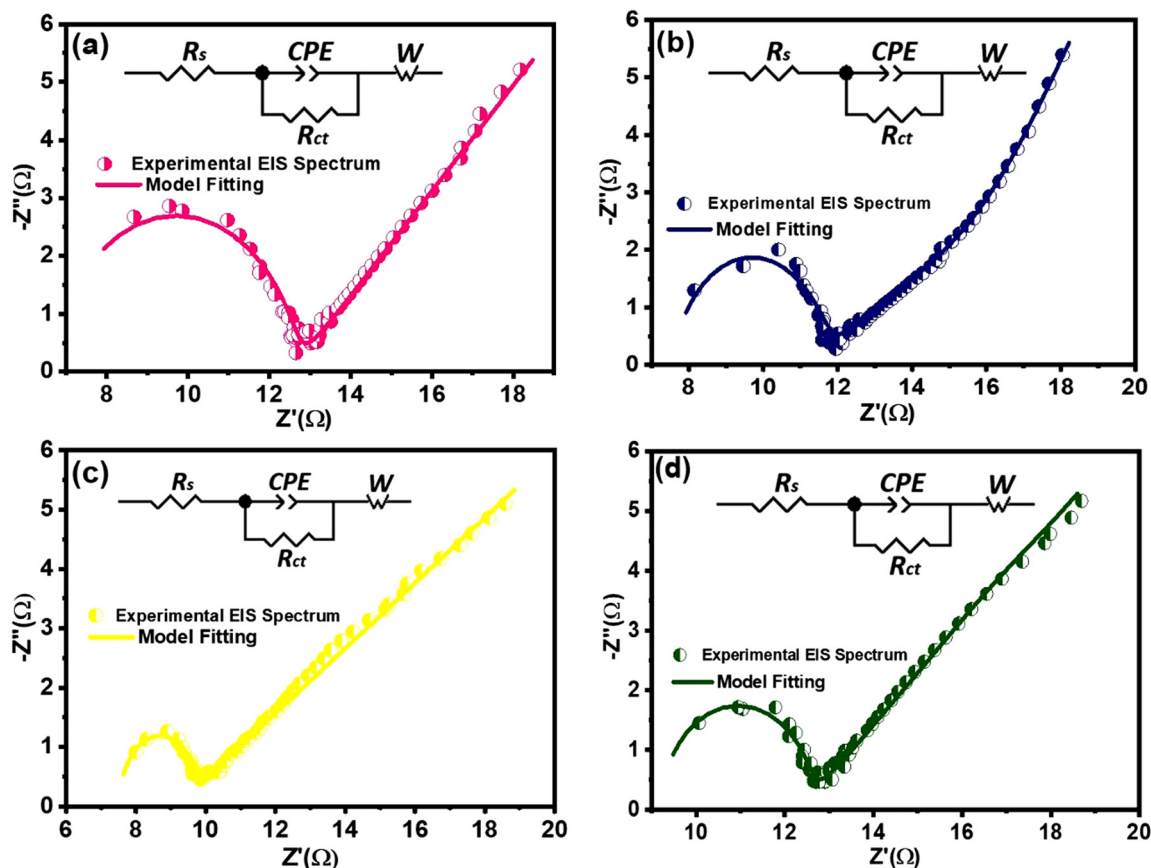 (a)
Rs
CPE
W
Rct
Experimental EIS Spectrum
Model Fitting
-Z"(Ω)
6
5
4
3
2
1
0
8 10 12 14 16 18
Z'(Ω)
(b)
Rs
CPE
W
Rct
Experimental EIS Spectrum
Model Fitting
-Z"(Ω)
6
5
4
3
2
1
0
8 10 12 14 16 18 20
Z'(Ω)
(c)
Rs
CPE
W
Rct
Experimental EIS Spectrum
Model Fitting
-Z"(Ω)
6
5
4
3
2
1
0
6 8 10 12 14 16 18 20
Z'(Ω)
(d)
Rs
CPE
W
Rct
Experimental EIS Spectrum
Model Fitting
-Z"(Ω)
6
5
4
3
2
1
0
10 12 14 16 18 20
Z'(Ω)